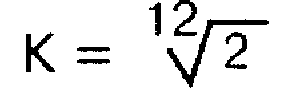 K = ¹²√2